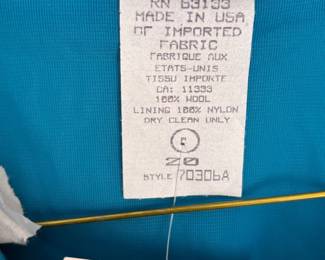 RN 63133
MADE IN USA
OF IMPORTED
FABRIC
FABRIQUE AUX
ETATS-UNIS
TISSU IMPORTE
CA: 11333
100% WOOL
LINING 100% NYLON
DRY CLEAN ONLY
20
STYLE 70306A